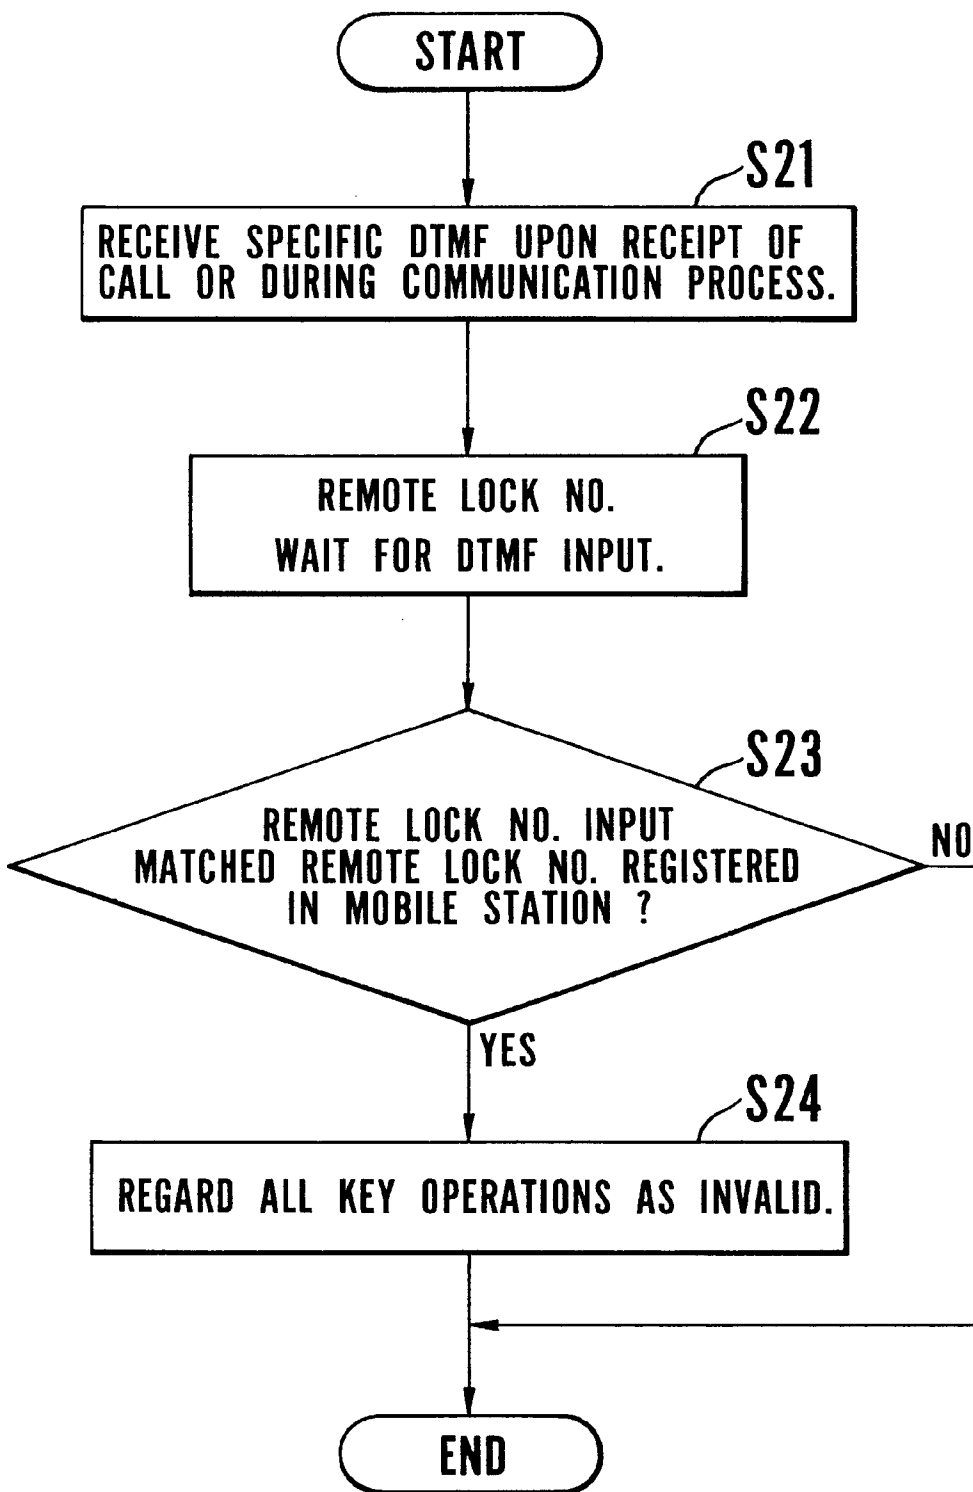 START
S21
RECEIVE SPECIFIC DTMF UPON RECEIPT OF
CALL OR DURING COMMUNICATION PROCESS.
S22
REMOTE LOCK NO.
WAIT FOR DTMF INPUT.
S23
REMOTE LOCK NO. INPUT
MATCHED REMOTE LOCK NO. REGISTERED
IN MOBILE STATION ?
NO
YES
S24
REGARD ALL KEY OPERATIONS AS INVALID.
END